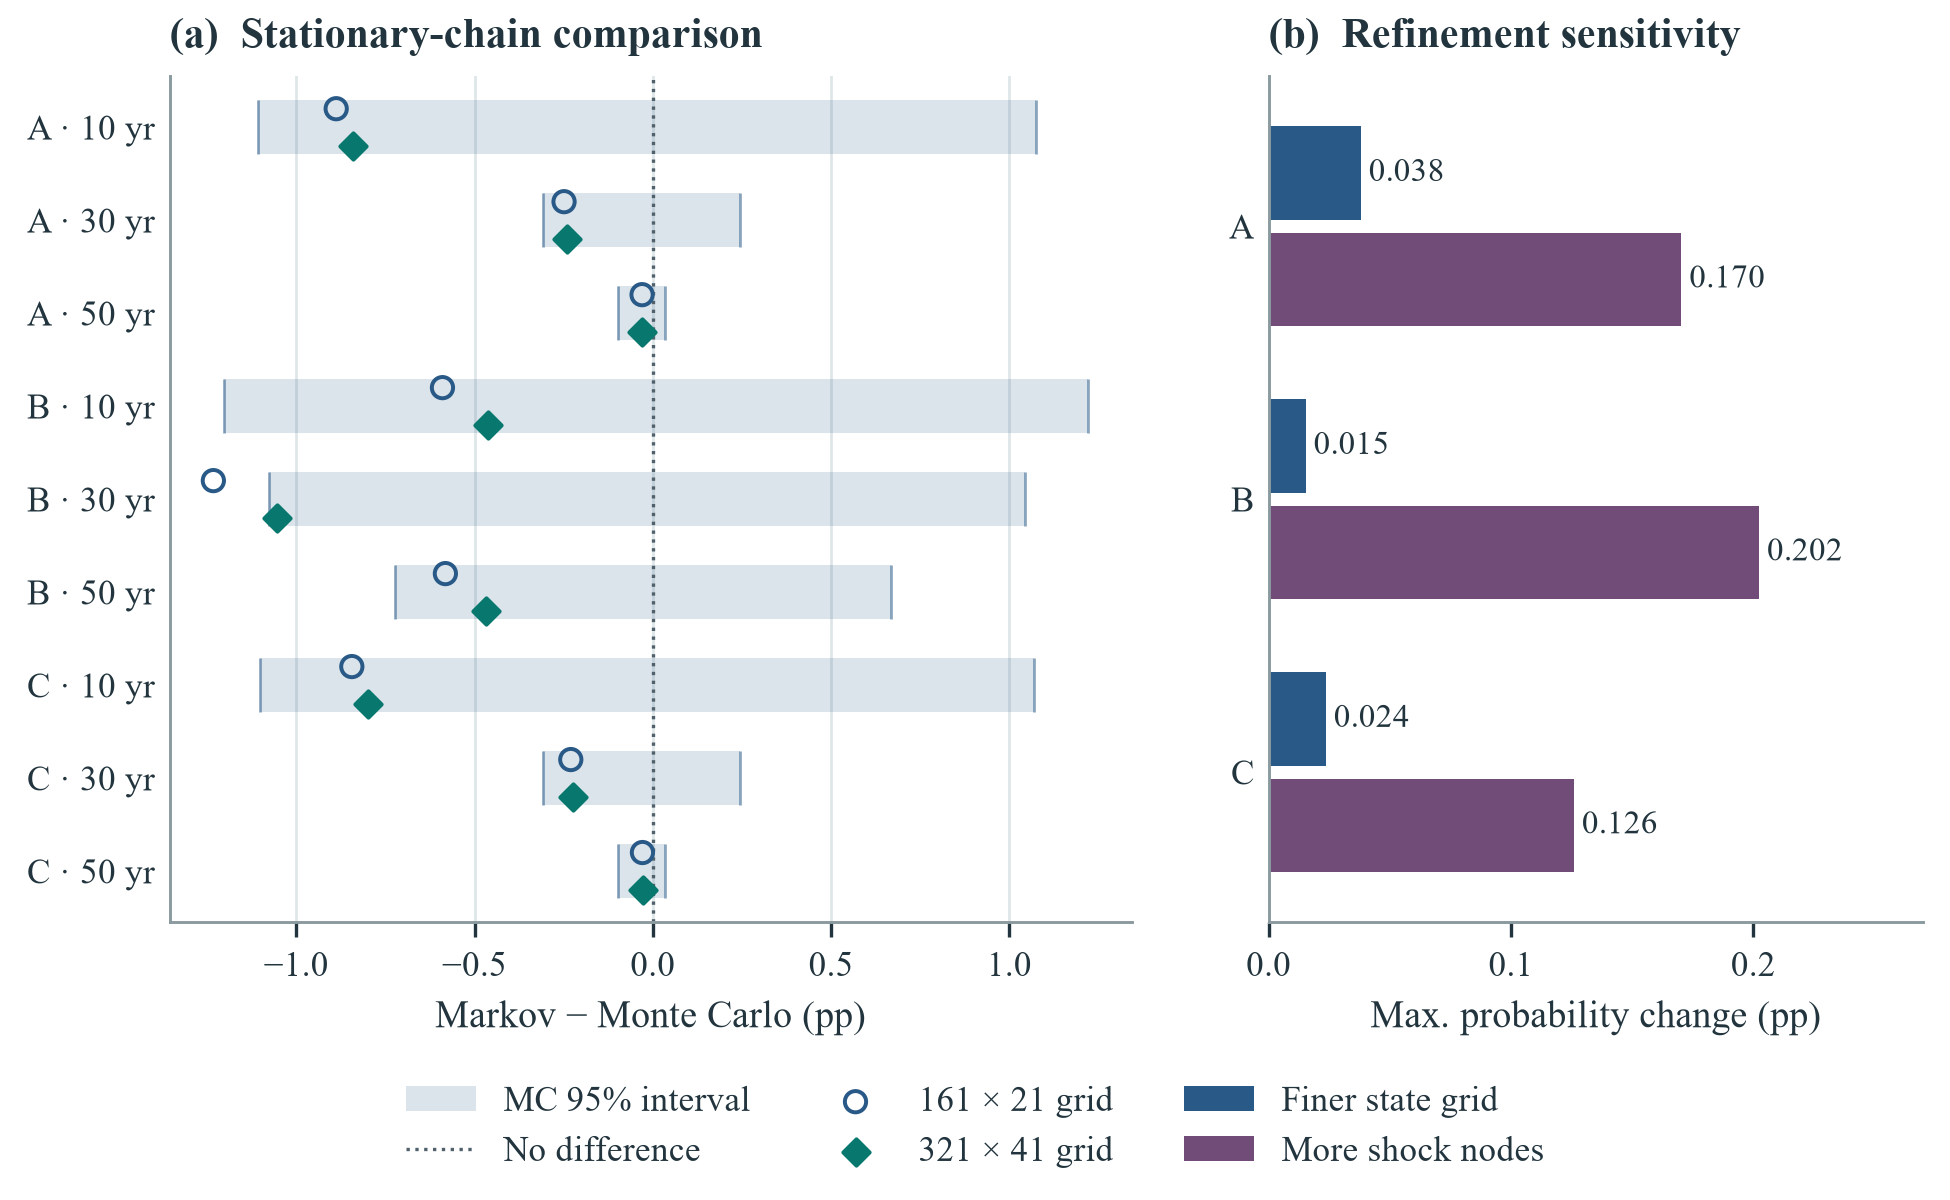 (a) Stationary-chain comparison
A · 10 yr
A · 30 yr
A · 50 yr
B · 10 yr
B · 30 yr
B · 50 yr
C · 10 yr
C · 30 yr
C · 50 yr
−1.0 −0.5 0.0 0.5 1.0
Markov − Monte Carlo (pp)
(b) Refinement sensitivity
0.038
A
0.170
0.015
B
0.202
0.024
C
0.126
0.0 0.1 0.2
Max. probability change (pp)
MC 95% interval
No difference
161 × 21 grid
321 × 41 grid
Finer state grid
More shock nodes